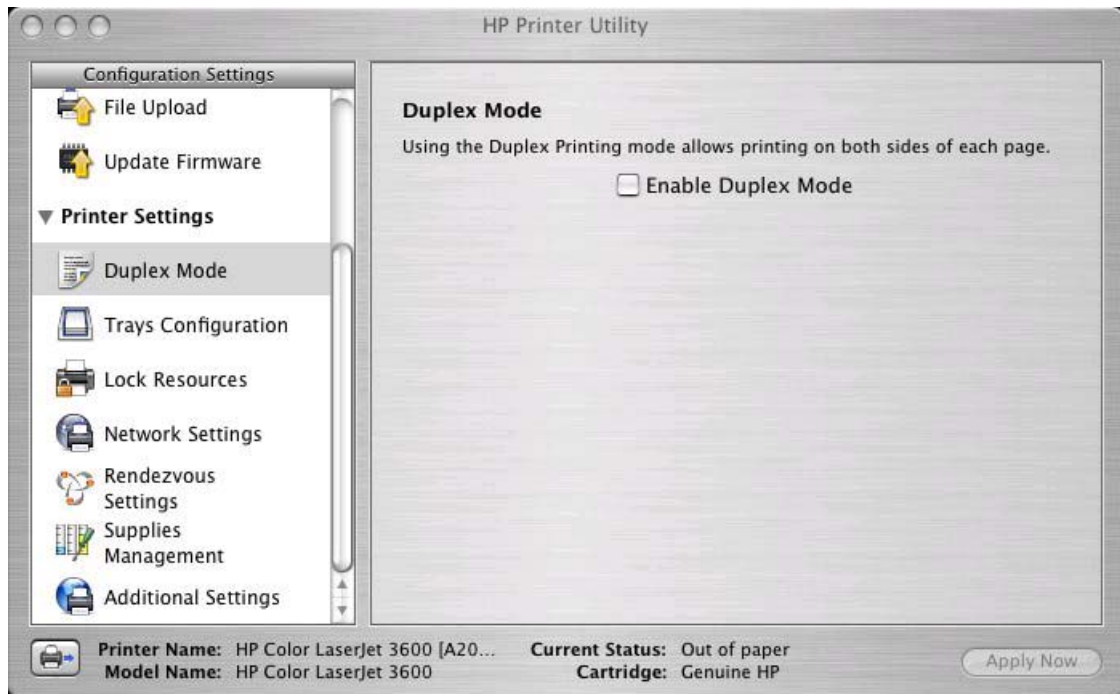 HP Printer Utility
Configuration Settings
File Upload
Update Firmware
Printer Settings
Duplex Mode
Trays Configuration
Lock Resources
Network Settings
Rendezvous
Settings
Supplies
Management
Additional Settings
Duplex Mode
Using the Duplex Printing mode allows printing on both sides of each page.
Enable Duplex Mode
Printer Name: HP Color LaserJet 3600 [A20...
Model Name: HP Color LaserJet 3600
Current Status: Out of paper
Cartridge: Genuine HP
Apply Now